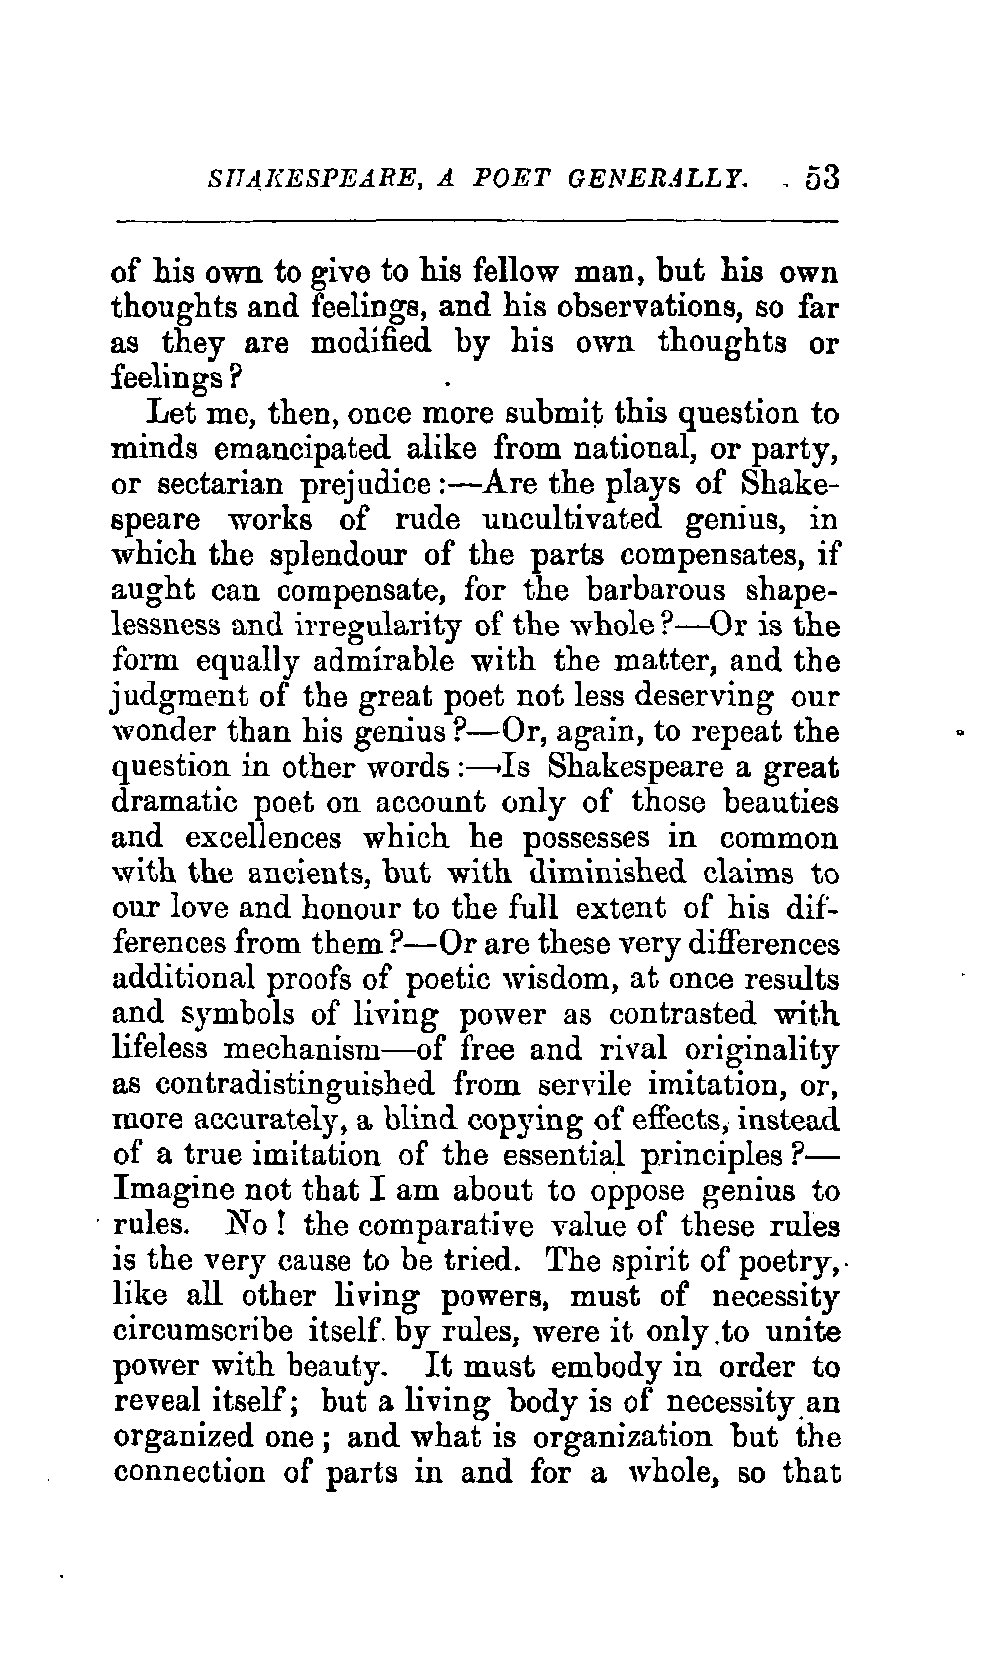 SHAKESPEARE, A POET GENERALLY. 53
of his own to give to his fellow man, but his own
thoughts and feelings, and his observations, so far
as they are modified by his own thoughts or
feelings?
Let me, then, once more submit this question to
minds emancipated alike from national, or party,
or sectarian prejudice:—Are the plays of Shake-
speare works of rude uncultivated genius, in
which the splendour of the parts compensates, if
aught can compensate, for the barbarous shape-
lessness and irregularity of the whole?—Or is the
form equally admirable with the matter, and the
judgment of the great poet not less deserving our
wonder than his genius?—Or, again, to repeat the
question in other words:—Is Shakespeare a great
dramatic poet on account only of those beauties
and excellences which he possesses in common
with the ancients, but with diminished claims to
our love and honour to the full extent of his dif-
ferences from them?—Or are these very differences
additional proofs of poetic wisdom, at once results
and symbols of living power as contrasted with
lifeless mechanism—of free and rival originality
as contradistinguished from servile imitation, or,
more accurately, a blind copying of effects, instead
of a true imitation of the essential principles?—
Imagine not that I am about to oppose genius to
rules. No! the comparative value of these rules
is the very cause to be tried. The spirit of poetry,
like all other living powers, must of necessity
circumscribe itself by rules, were it only to unite
power with beauty. It must embody in order to
reveal itself; but a living body is of necessity an
organized one; and what is organization but the
connection of parts in and for a whole, so that